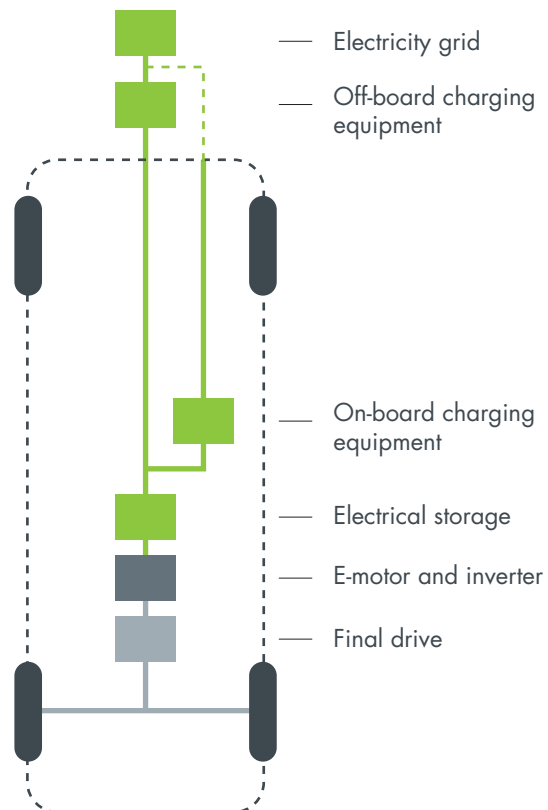 Electricity grid
Off-board charging
equipment
On-board charging
equipment
Electrical storage
E-motor and inverter
Final drive